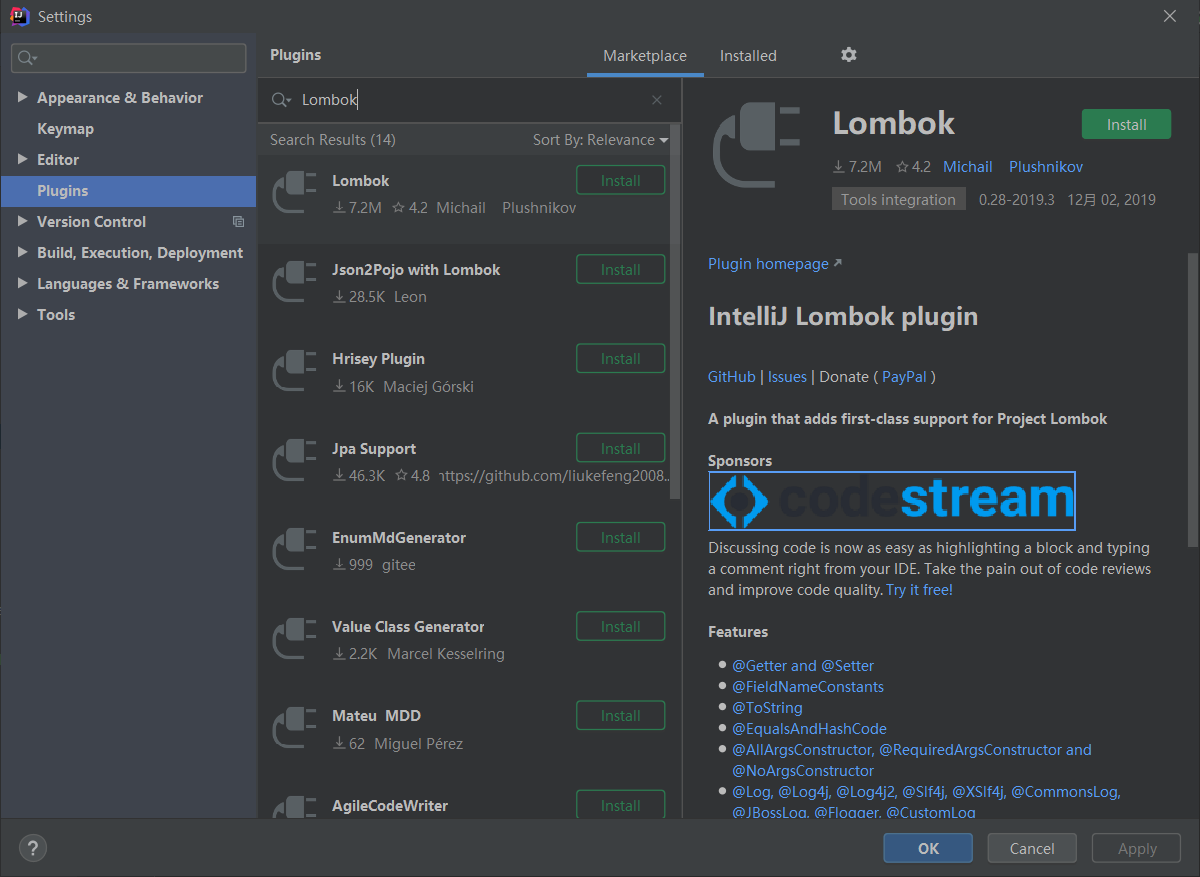 Settings
Appearance & Behavior
Keymap
Editor
Plugins
Version Control
Build, Execution, Deployment
Languages & Frameworks
Tools
Plugins
Marketplace
Installed
Lombok
Search Results (14)
Sort By: Relevance
Lombok
Install
7.2M 4.2 Michail Plushnikov
Json2Pojo with Lombok
Install
28.5K Leon
Hrisey Plugin
Install
16K Maciej Górski
Jpa Support
Install
46.3K 4.8 https://github.com/liukefeng2008..
EnumMdGenerator
Install
999 gitee
Value Class Generator
Install
2.2K Marcel Kesselring
Mateu MDD
Install
62 Miguel Pérez
AgileCodeWriter
Install
Lombok
Install
7.2M 4.2 Michail Plushnikov
Tools integration 0.28-2019.3 12月 02, 2019
Plugin homepage
IntelliJ Lombok plugin
GitHub | Issues | Donate ( PayPal )
A plugin that adds first-class support for Project Lombok
Sponsors
codestream
Discussing code is now as easy as highlighting a block and typing
a comment right from your IDE. Take the pain out of code reviews
and improve code quality. Try it free!
Features
@Getter and @Setter
@FieldNameConstants
@ToString
@EqualsAndHashCode
@AllArgsConstructor, @RequiredArgsConstructor and
@NoArgsConstructor
@Log, @Log4j, @Log4j2, @Slf4j, @XSlf4j, @CommonsLog,
@JBossLog, @Flogger, @CustomLog
?
OK
Cancel
Apply